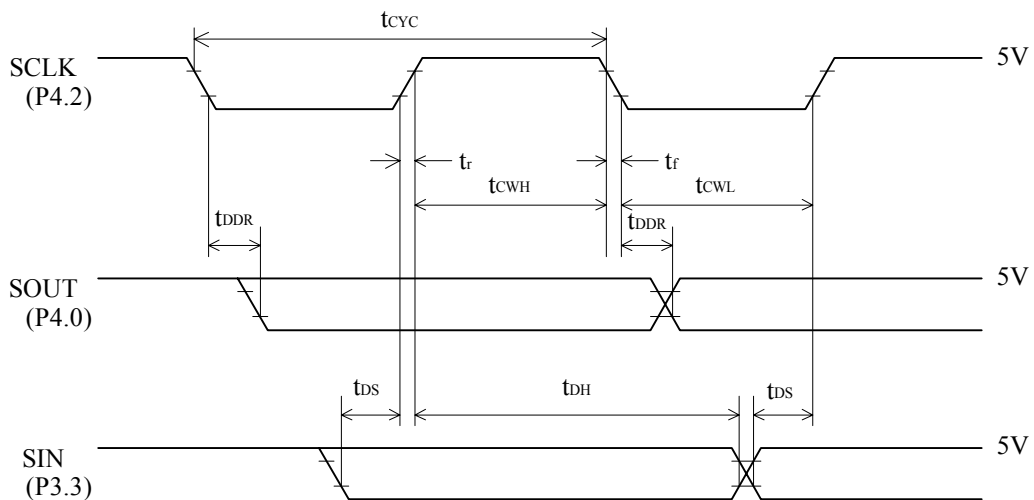 tCYC
SCLK
(P4.2)
5V
tr
tf
tCWH
tCWL
tDDR
tDDR
SOUT
(P4.0)
5V
tDS
tDH
tDS
SIN
(P3.3)
5V